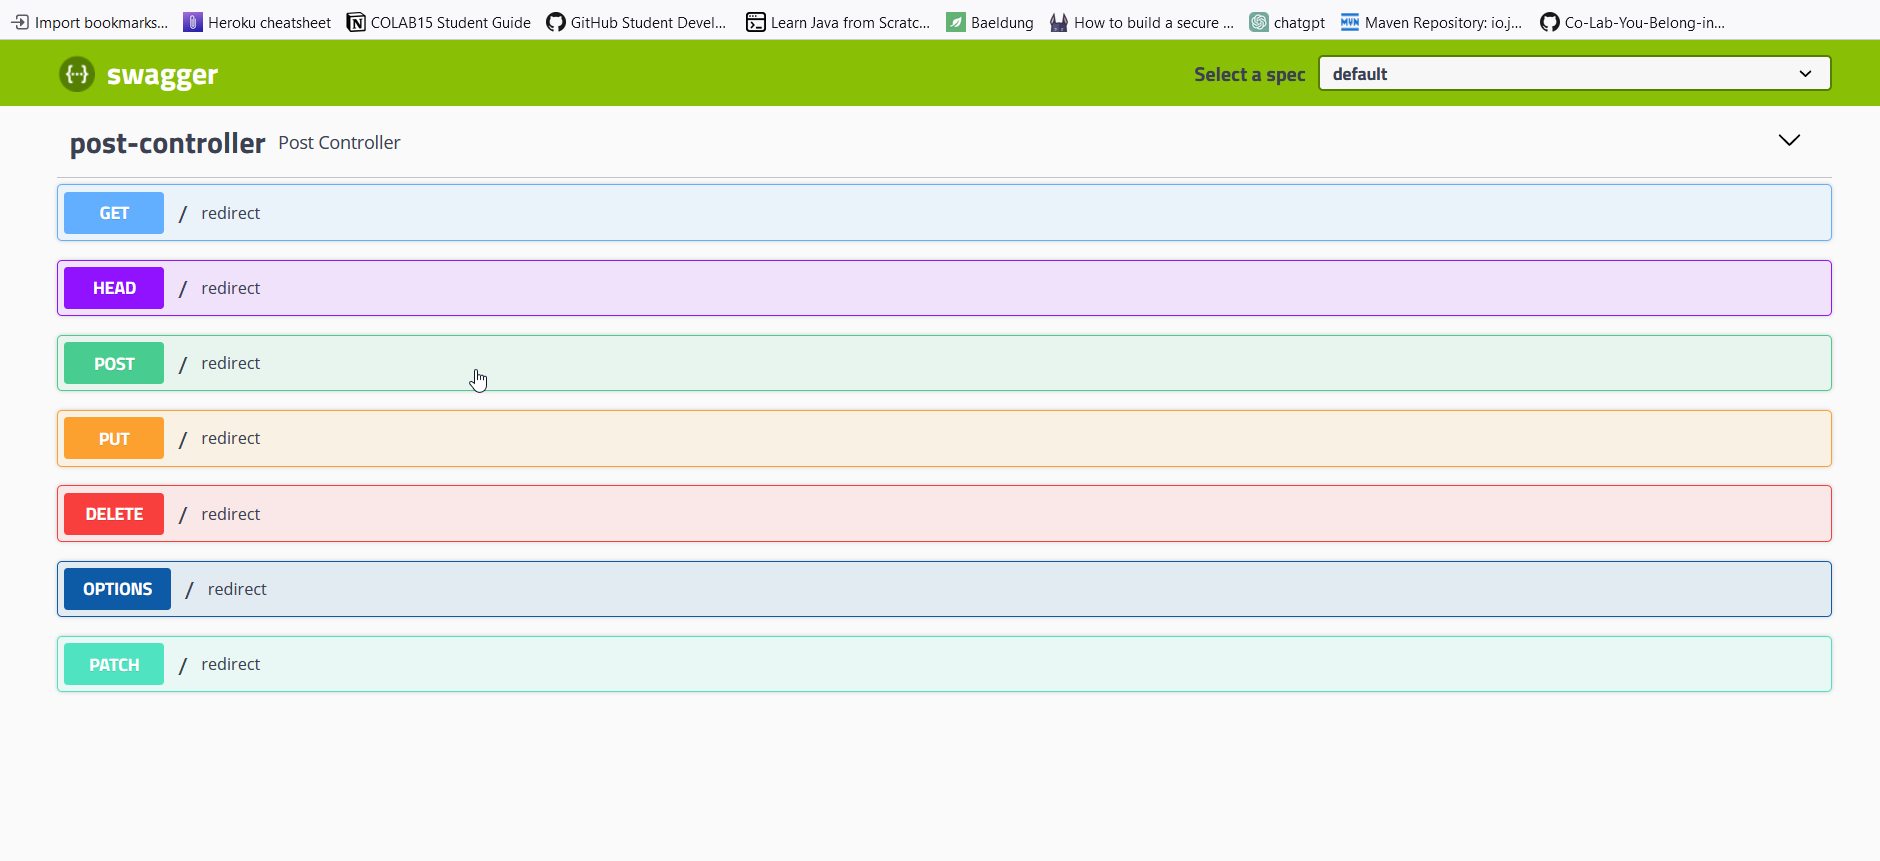 Import bookmarks... Heroku cheatsheet COLAB15 Student Guide GitHub Student Devel... Learn Java from Scratc... Baeldung How to build a secure ... chatgpt Maven Repository: io.j... Co-Lab-You-Belong-in...
{···} swagger Select a spec default
post-controller Post Controller
GET / redirect
HEAD / redirect
POST / redirect
PUT / redirect
DELETE / redirect
OPTIONS / redirect
PATCH / redirect